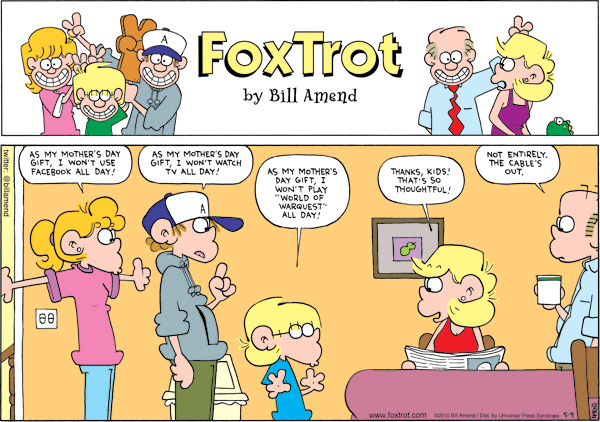 FoxTrot
by Bill Amend
A
twitter: @billamend
AS MY MOTHER'S DAY
GIFT, I WON'T USE
FACEBOOK ALL DAY!
AS MY MOTHER'S DAY
GIFT, I WON'T WATCH
TV ALL DAY!
AS MY MOTHER'S
DAY GIFT, I
WON'T PLAY
"WORLD OF
WARQUEST"
ALL DAY!
THANKS, KIDS!
THAT'S SO
THOUGHTFUL!
NOT ENTIRELY.
THE CABLE'S
OUT.
A
www.foxtrot.com
©2010 Bill Amend / Dist. by Universal Press Syndicate
5-9
AMEND